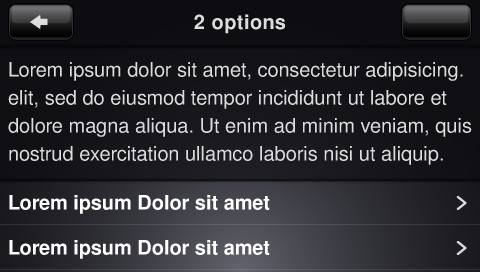 2 options
Lorem ipsum dolor sit amet, consectetur adipisicing.
elit, sed do eiusmod tempor incididunt ut labore et
dolore magna aliqua. Ut enim ad minim veniam, quis
nostrud exercitation ullamco laboris nisi ut aliquip.
Lorem ipsum Dolor sit amet
Lorem ipsum Dolor sit amet